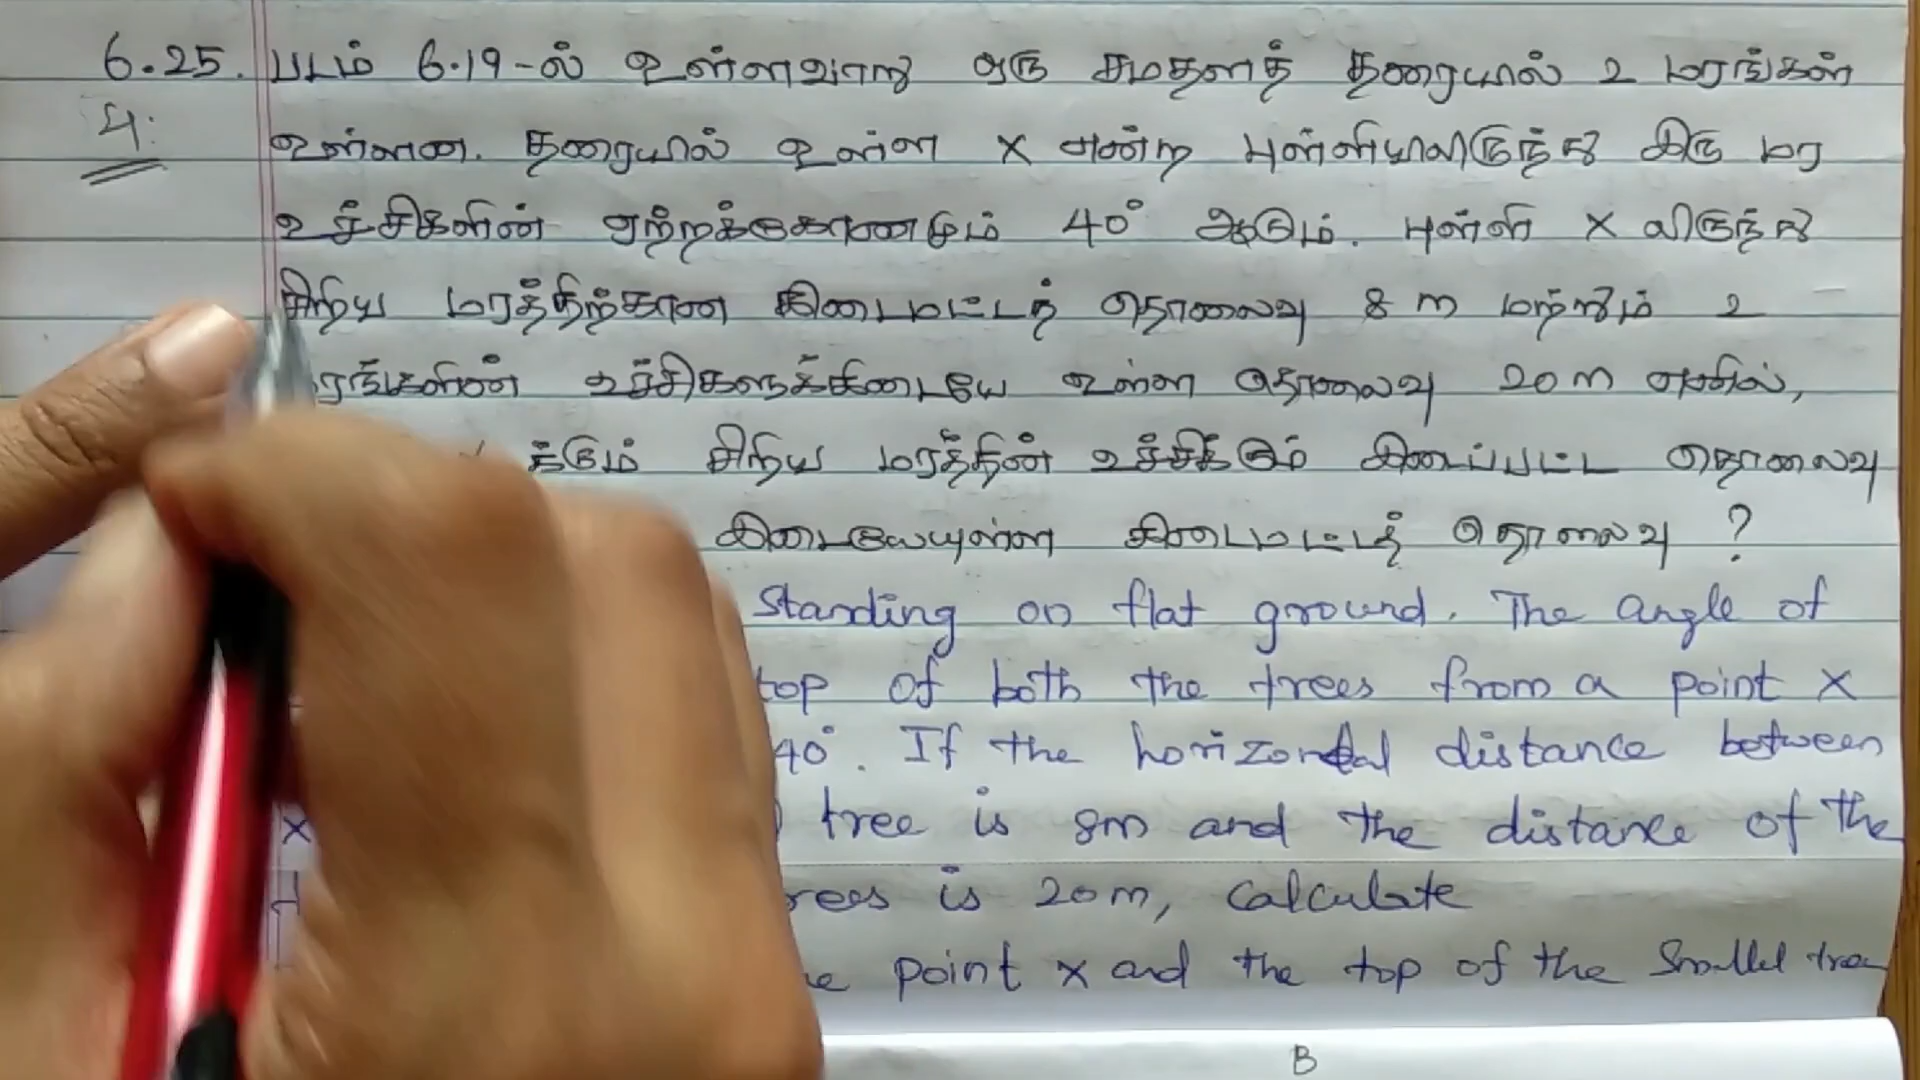 6.25. படம் 6.19-ல் உள்ளவாறு ஒரு சமதளத் தரையில் 2 மரங்கள்
உள்ளன. தரையில் உள்ள X என்ற புள்ளியிலிருந்து இரு மர
உச்சிகளின் ஏற்றக்கோணமும் 40° ஆகும். புள்ளி X லிருந்து
சிறிய மரத்திற்கான கிடைமட்டத் தொலைவு 8 m மற்றும் 2
உச்சிகளுக்கிடையே உள்ள தொலைவு 20 m எனில்,
க்கும் சிறிய மரத்தின் உச்சிக்கும் இடைப்பட்ட தொலைவு
இடையேயுள்ள கிடைமட்டத் தொலைவு ?
Standing on flat ground. The angle of
top of both the trees from a point X
40°. If the horizontal distance between
X tree is 8m and the distance of the
is 20m, Calculate
point X and the top of the Smaller tree
B